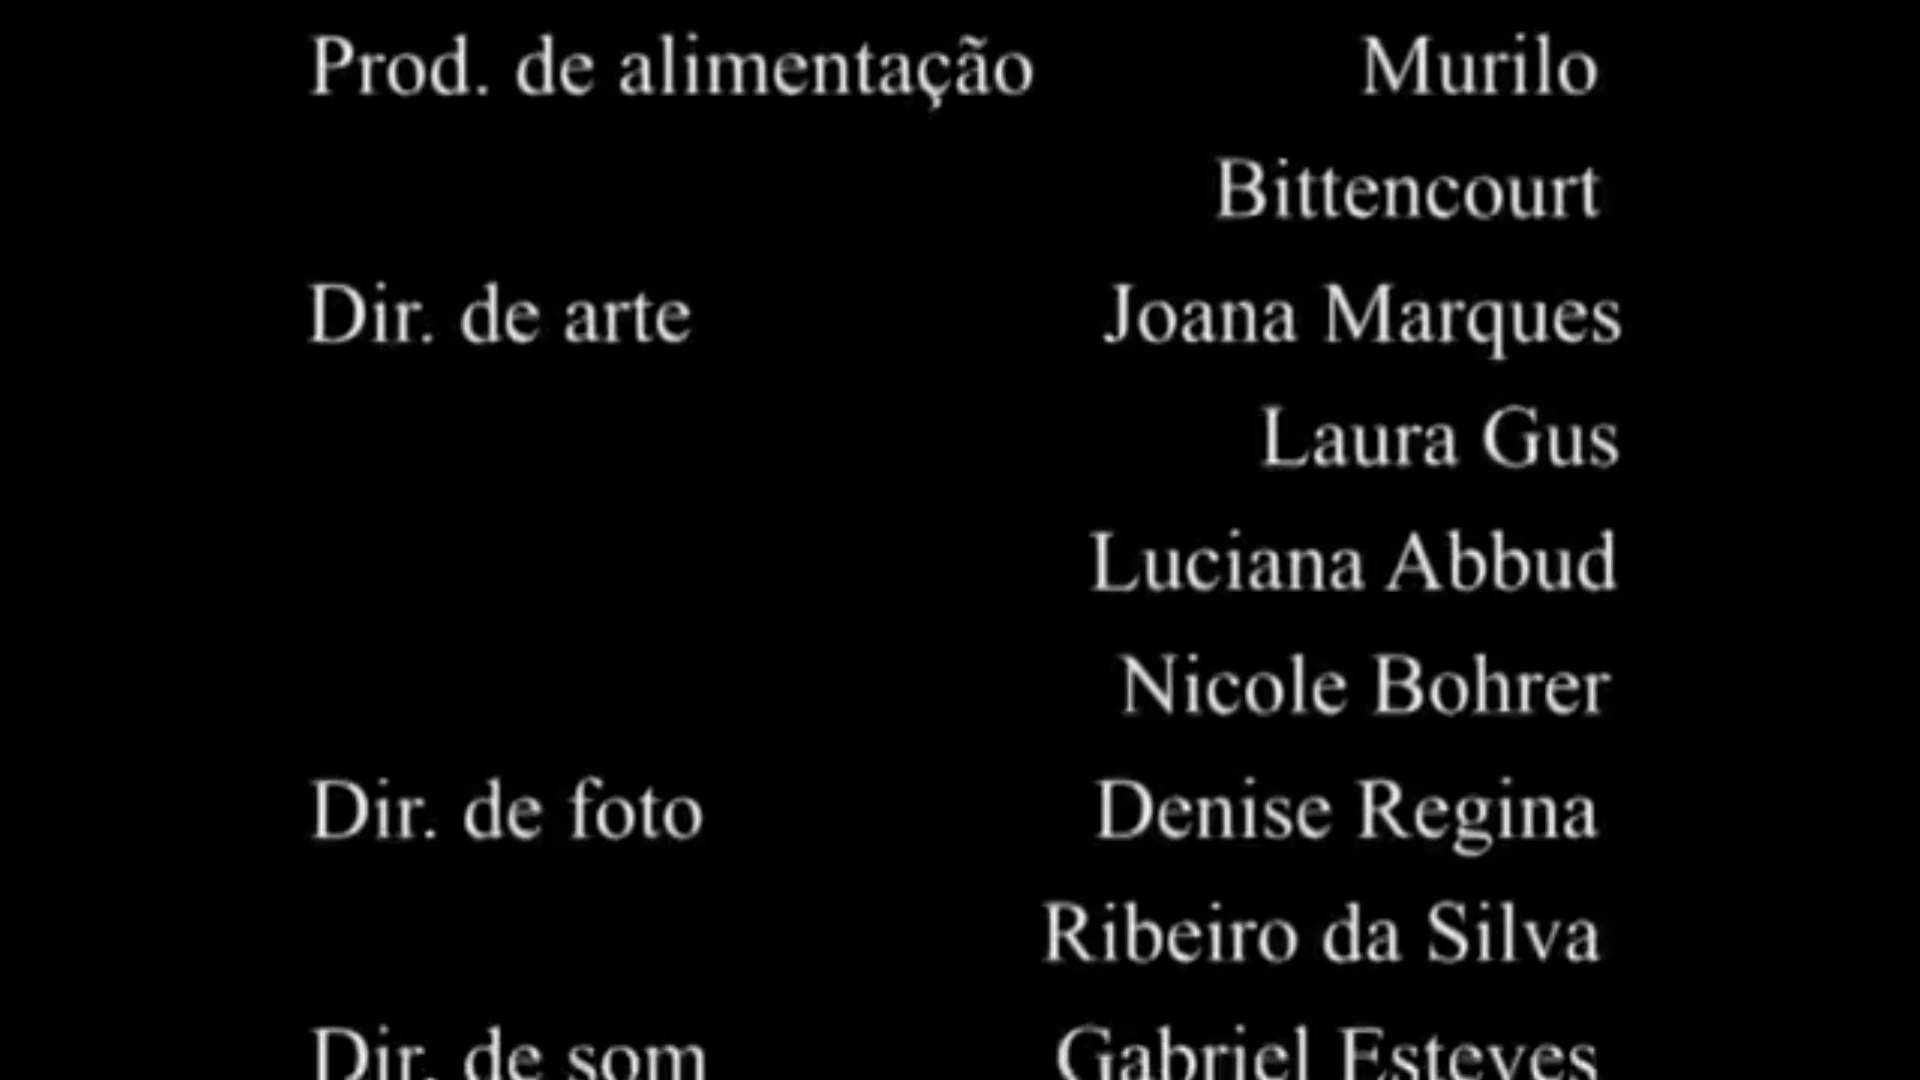 Prod. de alimentação Murilo
Bittencourt
Dir. de arte Joana Marques
Laura Gus
Luciana Abbud
Nicole Bohrer
Dir. de foto Denise Regina
Ribeiro da Silva
Dir. de som Gabriel Esteves